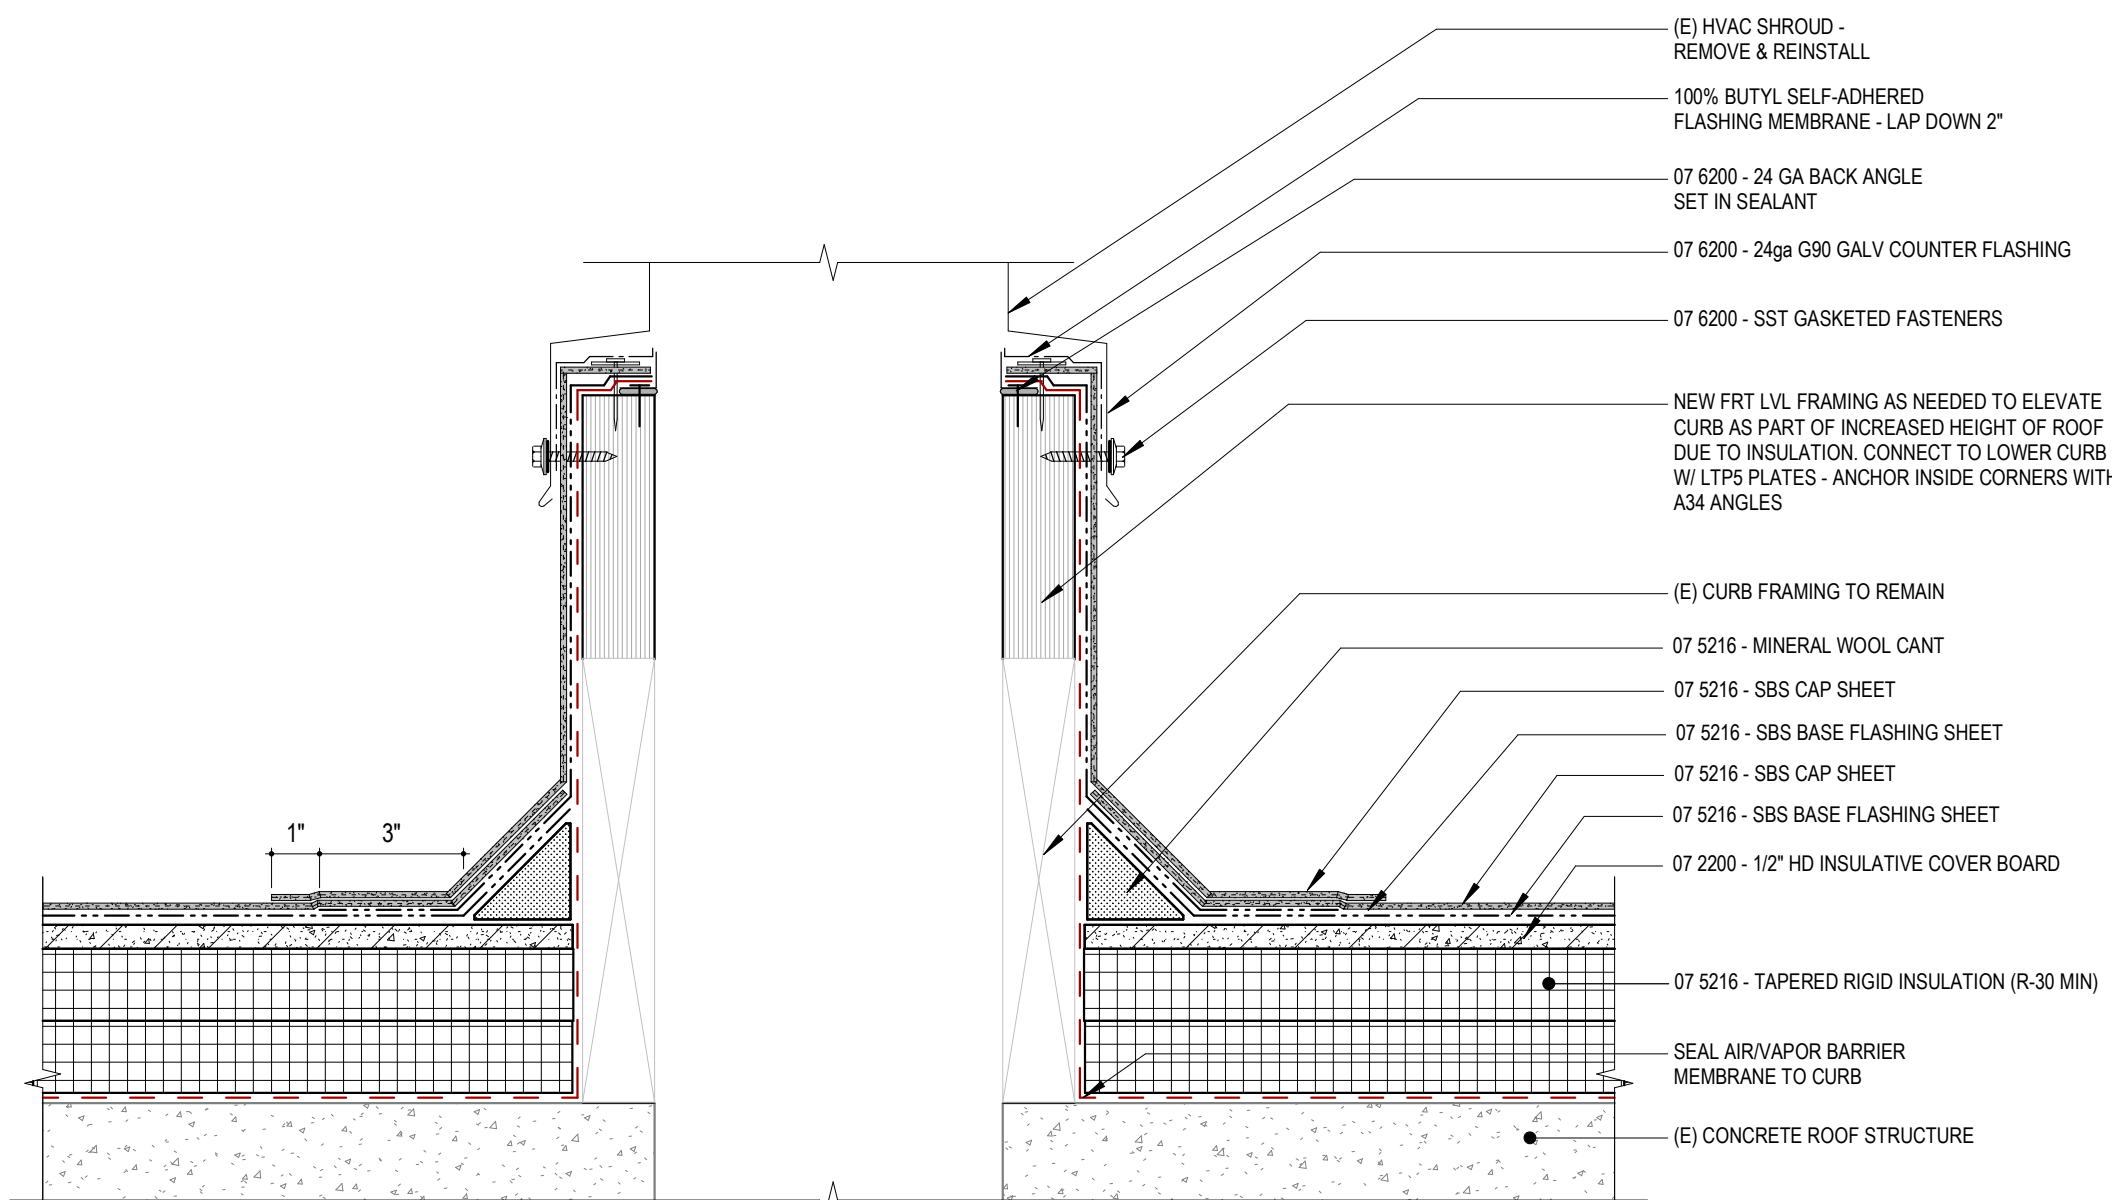 (E) HVAC SHROUD -
REMOVE & REINSTALL
100% BUTYL SELF-ADHERED
FLASHING MEMBRANE - LAP DOWN 2"
07 6200 - 24 GA BACK ANGLE
SET IN SEALANT
07 6200 - 24ga G90 GALV COUNTER FLASHING
07 6200 - SST GASKETED FASTENERS
NEW FRT LVL FRAMING AS NEEDED TO ELEVATE
CURB AS PART OF INCREASED HEIGHT OF ROOF
DUE TO INSULATION. CONNECT TO LOWER CURB
W/ LTP5 PLATES - ANCHOR INSIDE CORNERS WITH
A34 ANGLES
(E) CURB FRAMING TO REMAIN
07 5216 - MINERAL WOOL CANT
07 5216 - SBS CAP SHEET
07 5216 - SBS BASE FLASHING SHEET
07 5216 - SBS CAP SHEET
07 5216 - SBS BASE FLASHING SHEET
1" 3"
07 2200 - 1/2" HD INSULATIVE COVER BOARD
07 5216 - TAPERED RIGID INSULATION (R-30 MIN)
SEAL AIR/VAPOR BARRIER
MEMBRANE TO CURB
(E) CONCRETE ROOF STRUCTURE